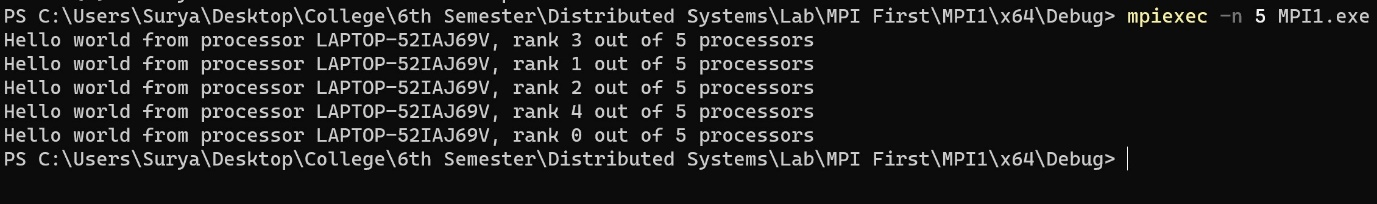 PS C:\Users\Surya\Desktop\College\6th Semester\Distributed Systems\Lab\MPI First\MPI1\x64\Debug> mpiexec -n 5 MPI1.exe
Hello world from processor LAPTOP-52IAJ69V, rank 3 out of 5 processors
Hello world from processor LAPTOP-52IAJ69V, rank 1 out of 5 processors
Hello world from processor LAPTOP-52IAJ69V, rank 2 out of 5 processors
Hello world from processor LAPTOP-52IAJ69V, rank 4 out of 5 processors
Hello world from processor LAPTOP-52IAJ69V, rank 0 out of 5 processors
PS C:\Users\Surya\Desktop\College\6th Semester\Distributed Systems\Lab\MPI First\MPI1\x64\Debug>